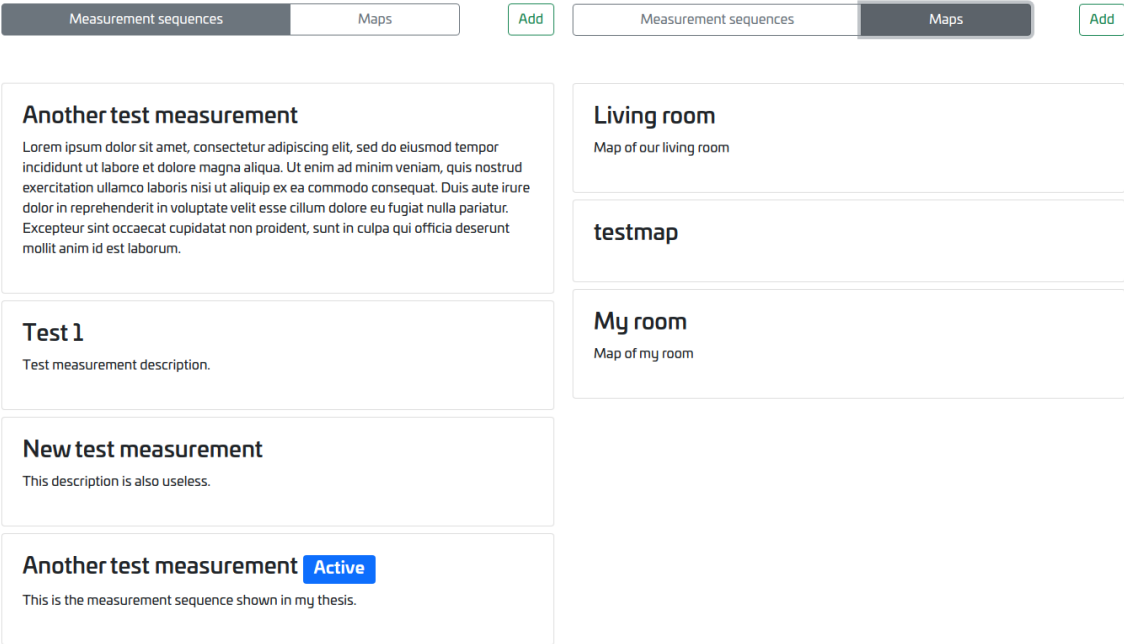 Measurement sequences
Maps
Add
Another test measurement
Lorem ipsum dolor sit amet, consectetur adipiscing elit, sed do eiusmod tempor
incididunt ut labore et dolore magna aliqua. Ut enim ad minim veniam, quis nostrud
exercitation ullamco laboris nisi ut aliquip ex ea commodo consequat. Duis aute irure
dolor in reprehenderit in voluptate velit esse cillum dolore eu fugiat nulla pariatur.
Excepteur sint occaecat cupidatat non proident, sunt in culpa qui officia deserunt
mollit anim id est laborum.
Test 1
Test measurement description.
New test measurement
This description is also useless.
Another test measurement Active
This is the measurement sequence shown in my thesis.
Measurement sequences
Maps
Add
Living room
Map of our living room
testmap
My room
Map of my room